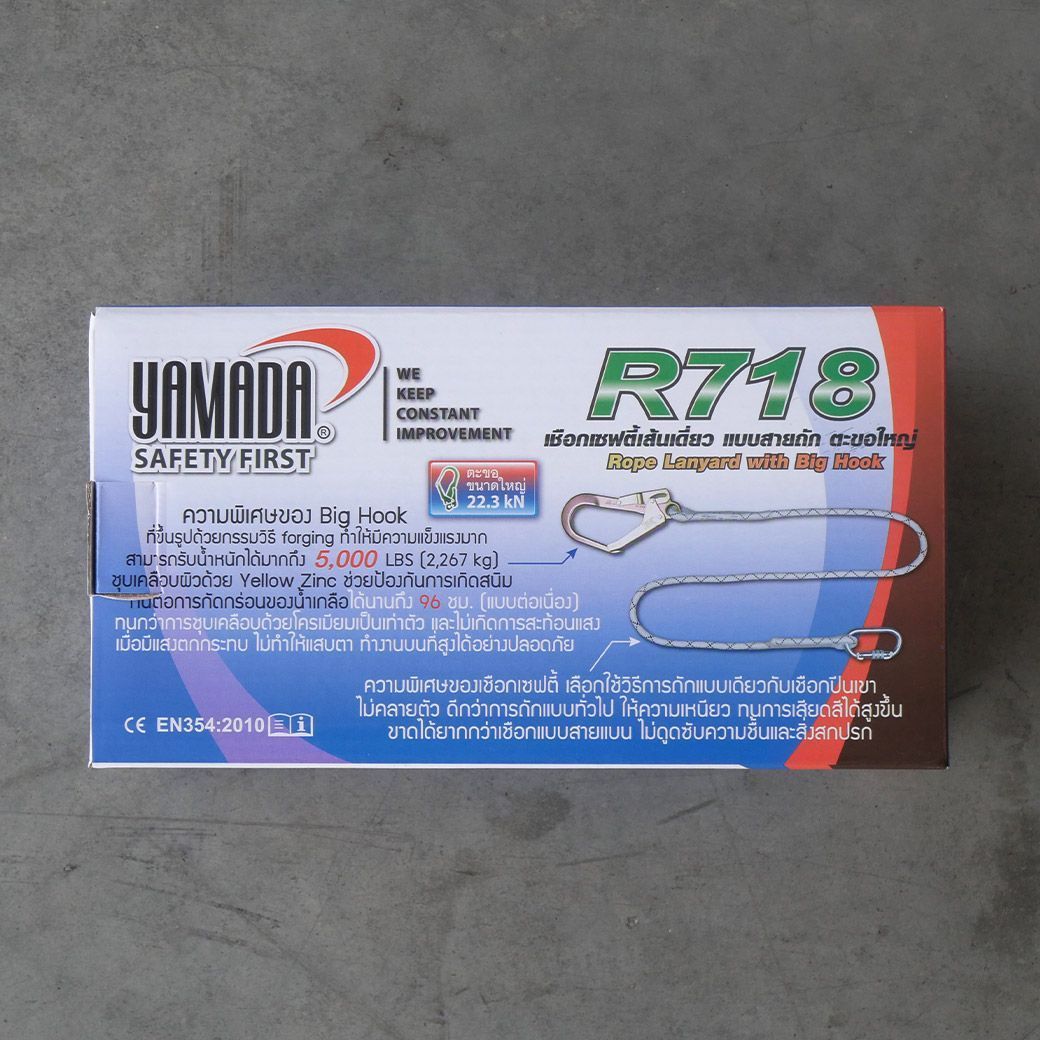 YAMADA®
SAFETY FIRST
WE
KEEP
CONSTANT
IMPROVEMENT
R718
เชือกเซฟตี้เส้นเดี่ยว แบบสายถัก ตะขอใหญ่
Rope Lanyard with Big Hook
ตะขอ
ขนาดใหญ่
22.3 kN
ความพิเศษของ Big Hook
ที่ขึ้นรูปด้วยกรรมวิธี forging ทำให้มีความแข็งแรงมาก
สามารถรับน้ำหนักได้มากถึง 5,000 LBS (2,267 kg)
ชุบเคลือบผิวด้วย Yellow Zinc ช่วยป้องกันการเกิดสนิม
ทนต่อการกัดกร่อนของน้ำเกลือได้นานถึง 96 ชม. (แบบต่อเนื่อง)
ทนกว่าการชุบเคลือบด้วยโครเมียมเป็นเท่าตัว และไม่เกิดการสะท้อนแสง
เมื่อมีแสงตกกระทบ ไม่ทำให้แสบตา ทำงานบนที่สูงได้อย่างปลอดภัย
ความพิเศษของเชือกเซฟตี้ เลือกใช้วิธีการถักแบบเดียวกับเชือกปีนเขา
ไม่คลายตัว ดีกว่าการถักแบบทั่วไป ให้ความเหนียว ทนการเสียดสีได้สูงขึ้น
ขาดได้ยากกว่าเชือกแบบสายแบน ไม่ดูดซับความชื้นและสิ่งสกปรก
CE EN354:2010